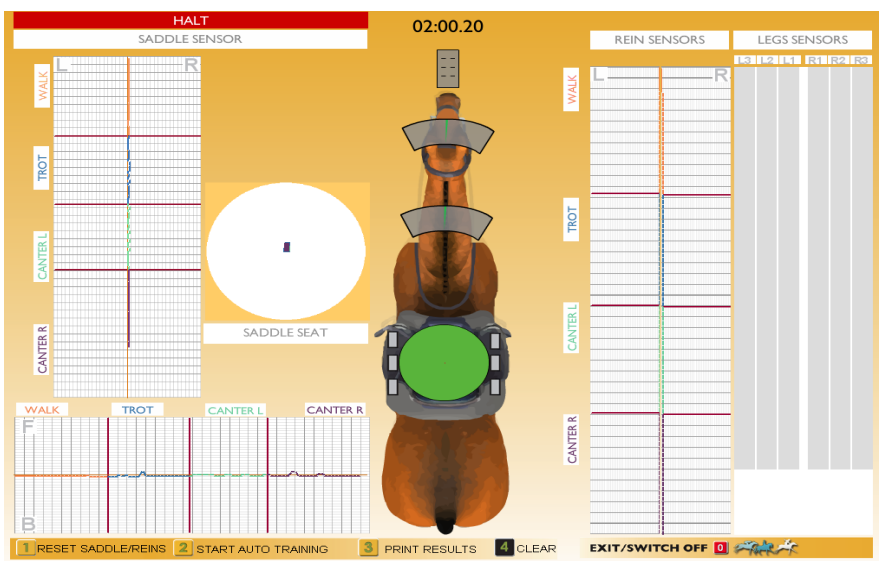 HALT
SADDLE SENSOR
02:00.20
REIN SENSORS
LEGS SENSORS
L3 L2 L1 R1 R2 R3
L R
WALK
TROT
CANTER L
CANTER R
SADDLE SEAT
L R
WALK
TROT
CANTER L
CANTER R
WALK TROT CANTER L CANTER R
F
B
1 RESET SADDLE/REINS
2 START AUTO TRAINING
3 PRINT RESULTS
4 CLEAR
EXIT/SWITCH OFF 0